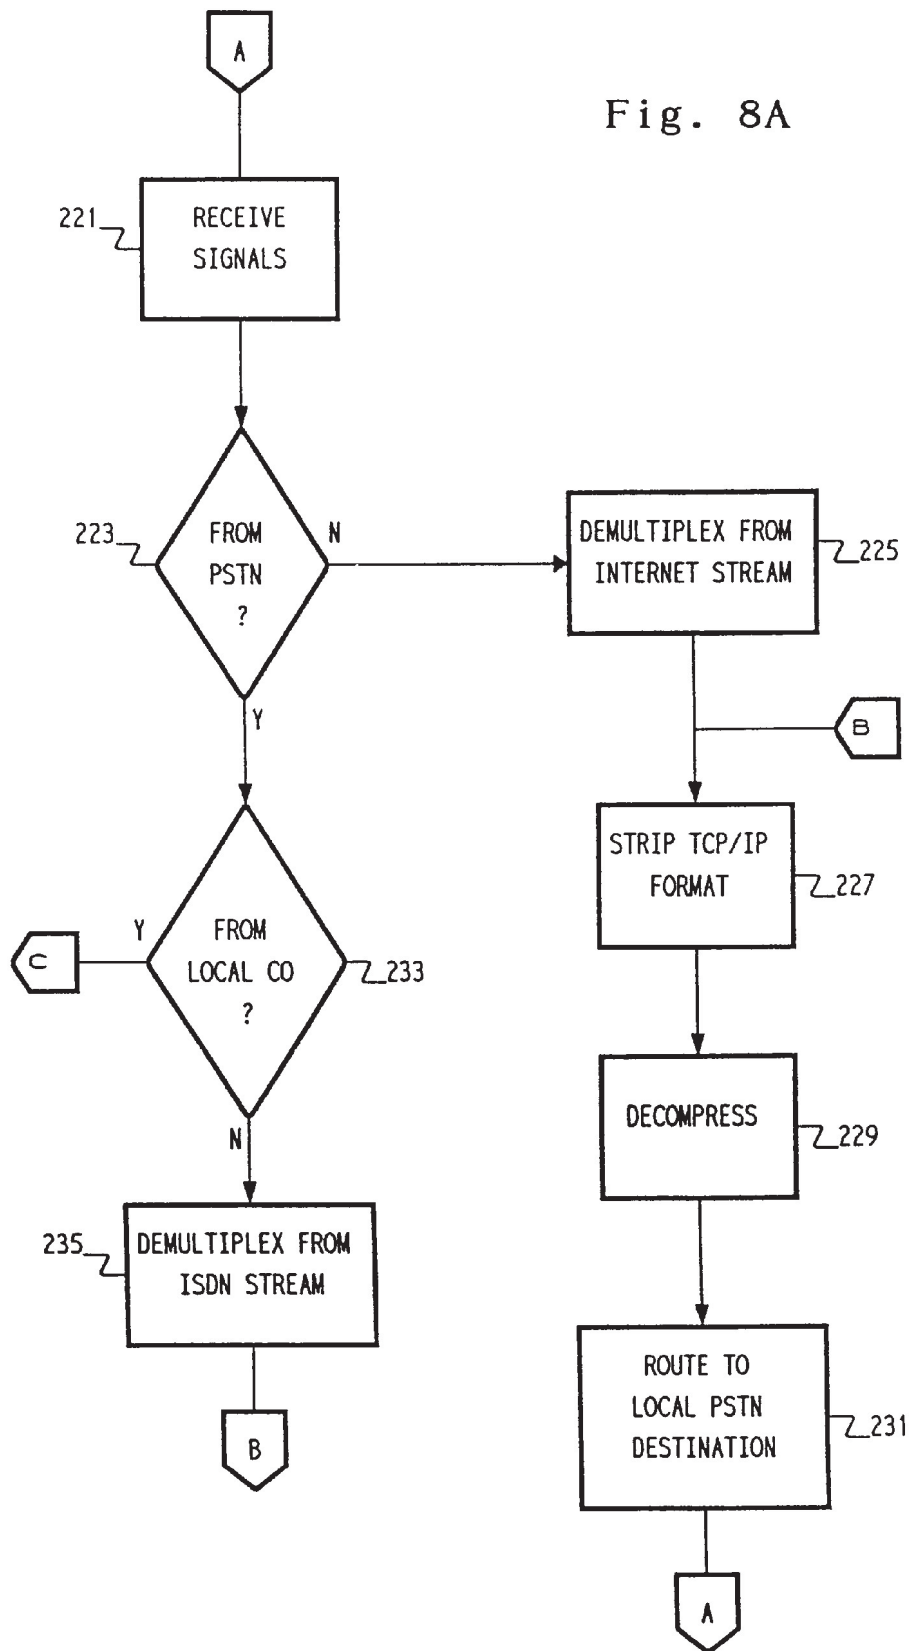 A
Fig. 8A
221
RECEIVE
SIGNALS
223
FROM
PSTN
?
N
Y
DEMULTIPLEX FROM
INTERNET STREAM
225
B
STRIP TCP/IP
FORMAT
227
C
Y
FROM
LOCAL CO
?
233
N
DECOMPRESS
229
235
DEMULTIPLEX FROM
ISDN STREAM
B
ROUTE TO
LOCAL PSTN
DESTINATION
231
A